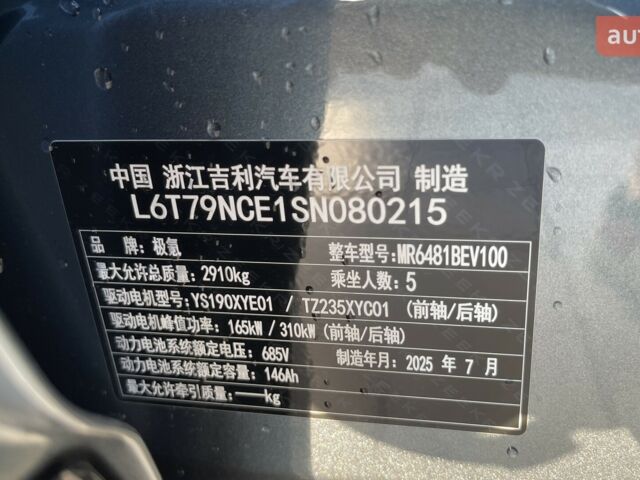 aut
中国 浙江吉利汽车有限公司 制造
L6T79NCE1SN080215
品 牌: 极氪 整车型号: MR6481BEV100
最大允许总质量: 2910kg 乘坐人数: 5
驱动电机型号: YS190XYE01 / TZ235XYC01 (前轴/后轴)
驱动电机峰值功率: 165kW / 310kW (前轴/后轴)
动力电池系统额定电压: 685V 制造年月: 2025 年 7 月
动力电池系统额定容量: 146Ah
最大允许牵引质量: ——kg